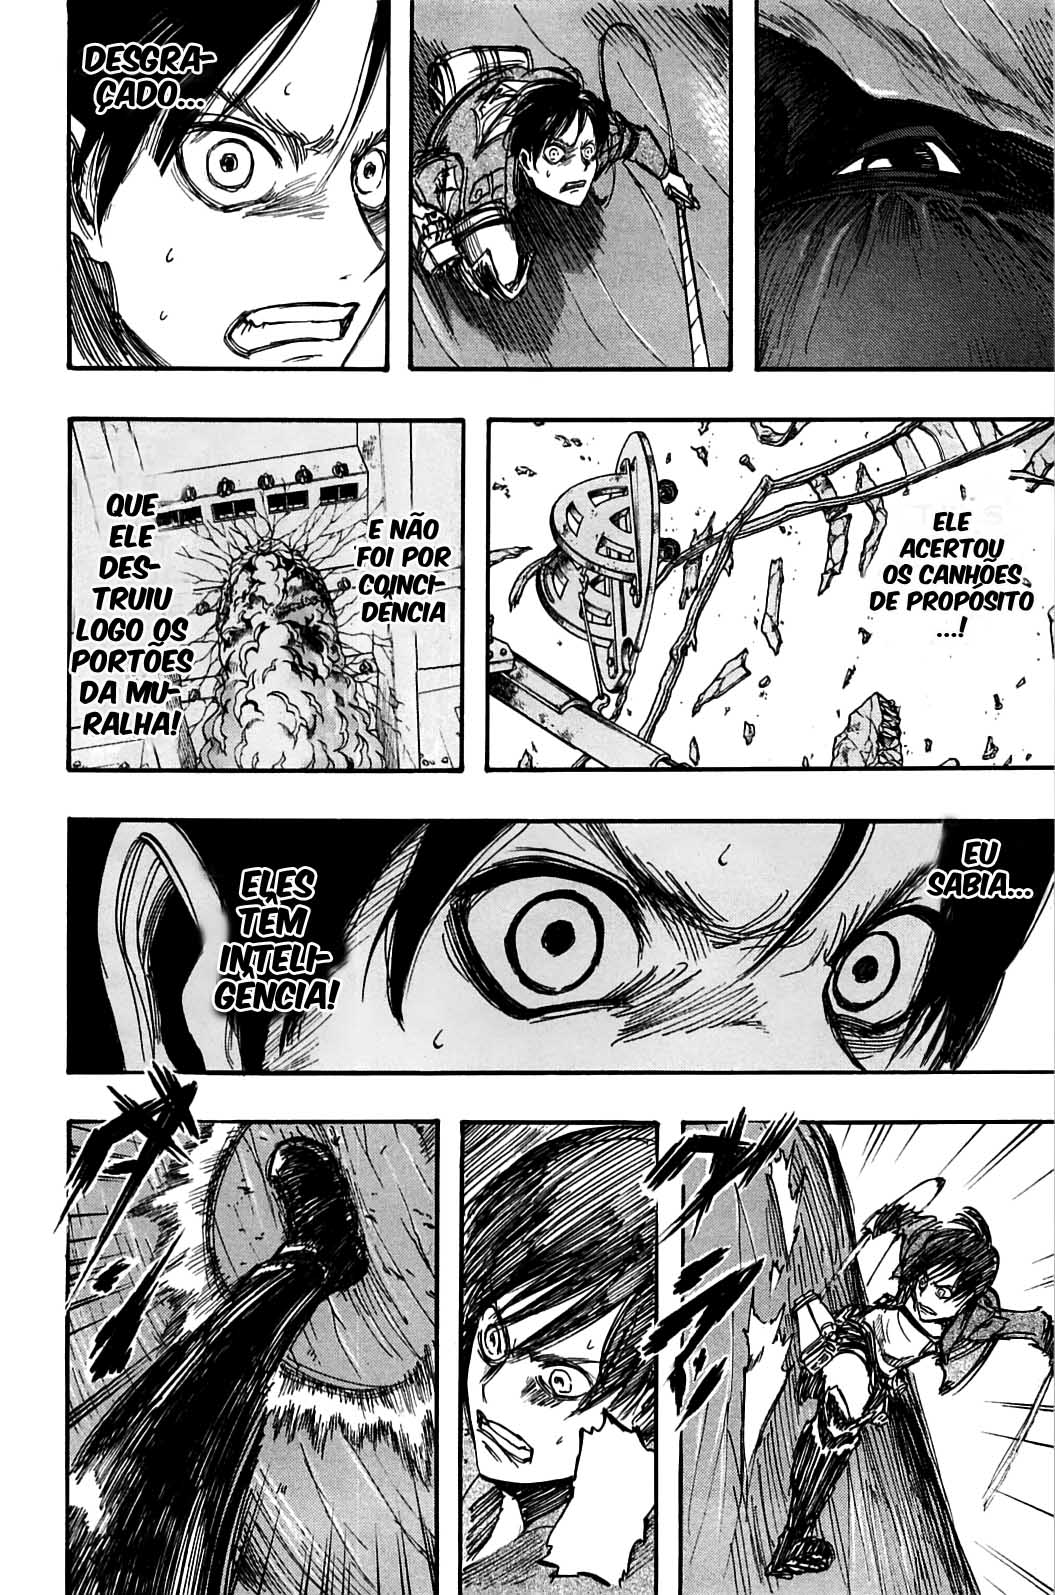 DESGRA-
ÇADO...
ELE
ACERTOU
OS CANHÕES
DE PROPÓSITO
...!
E NÃO
FOI POR
COINCI-
DÊNCIA
QUE
ELE
DES-
TRUIU
LOGO OS
PORTÕES
DA MU-
RALHA!
EU
SABIA...
ELES
TÊM
INTELI-
GÊNCIA!